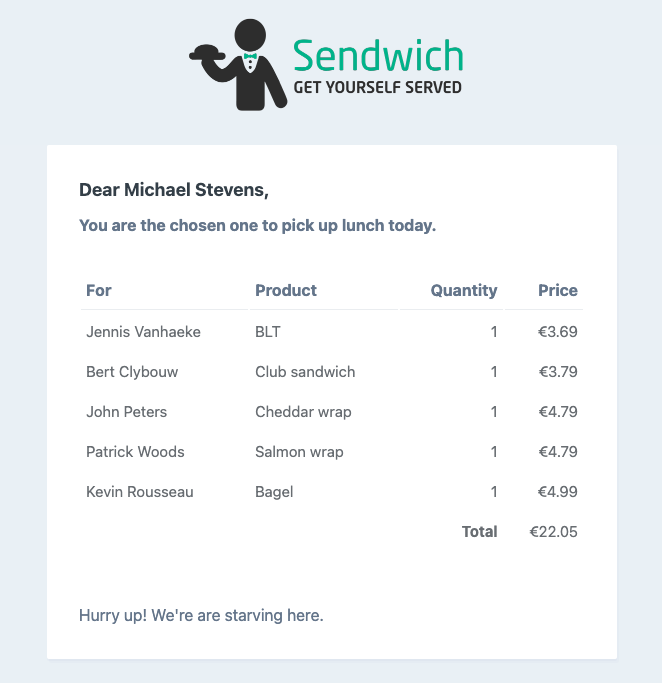 Sendwich
GET YOURSELF SERVED
Dear Michael Stevens,
You are the chosen one to pick up lunch today.
For Product Quantity Price
Jennis Vanhaeke BLT 1 €3.69
Bert Clybouw Club sandwich 1 €3.79
John Peters Cheddar wrap 1 €4.79
Patrick Woods Salmon wrap 1 €4.79
Kevin Rousseau Bagel 1 €4.99
Total €22.05
Hurry up! We're are starving here.